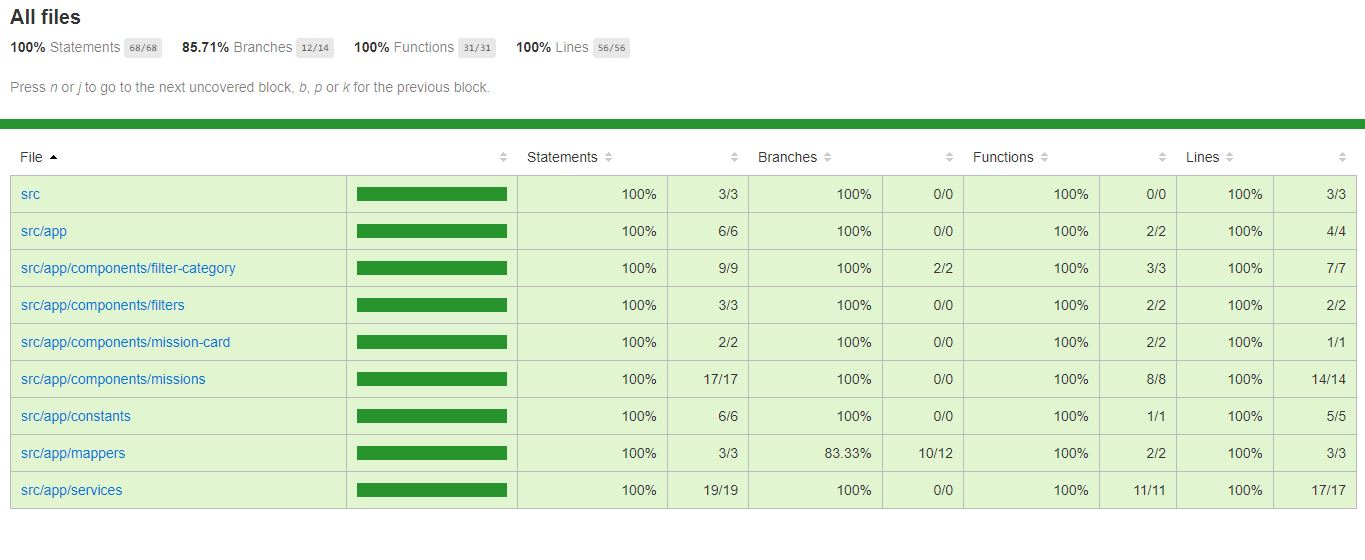 All files
100% Statements 68/68 85.71% Branches 12/14 100% Functions 31/31 100% Lines 56/56
Press n or j to go to the next uncovered block, b, p or k for the previous block.
File Statements Branches Functions Lines
src 100% 3/3 100% 0/0 100% 0/0 100% 3/3
src/app 100% 6/6 100% 0/0 100% 2/2 100% 4/4
src/app/components/filter-category 100% 9/9 100% 2/2 100% 3/3 100% 7/7
src/app/components/filters 100% 3/3 100% 0/0 100% 2/2 100% 2/2
src/app/components/mission-card 100% 2/2 100% 0/0 100% 2/2 100% 1/1
src/app/components/missions 100% 17/17 100% 0/0 100% 8/8 100% 14/14
src/app/constants 100% 6/6 100% 0/0 100% 1/1 100% 5/5
src/app/mappers 100% 3/3 83.33% 10/12 100% 2/2 100% 3/3
src/app/services 100% 19/19 100% 0/0 100% 11/11 100% 17/17